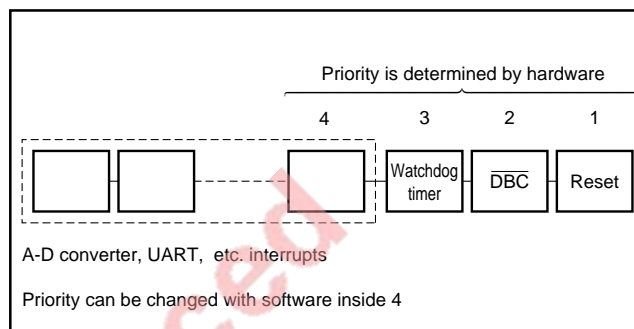 Priority is determined by hardware
4 3 2 1
Watchdog timer
DBC
Reset
A-D converter, UART, etc. interrupts
Priority can be changed with software inside 4